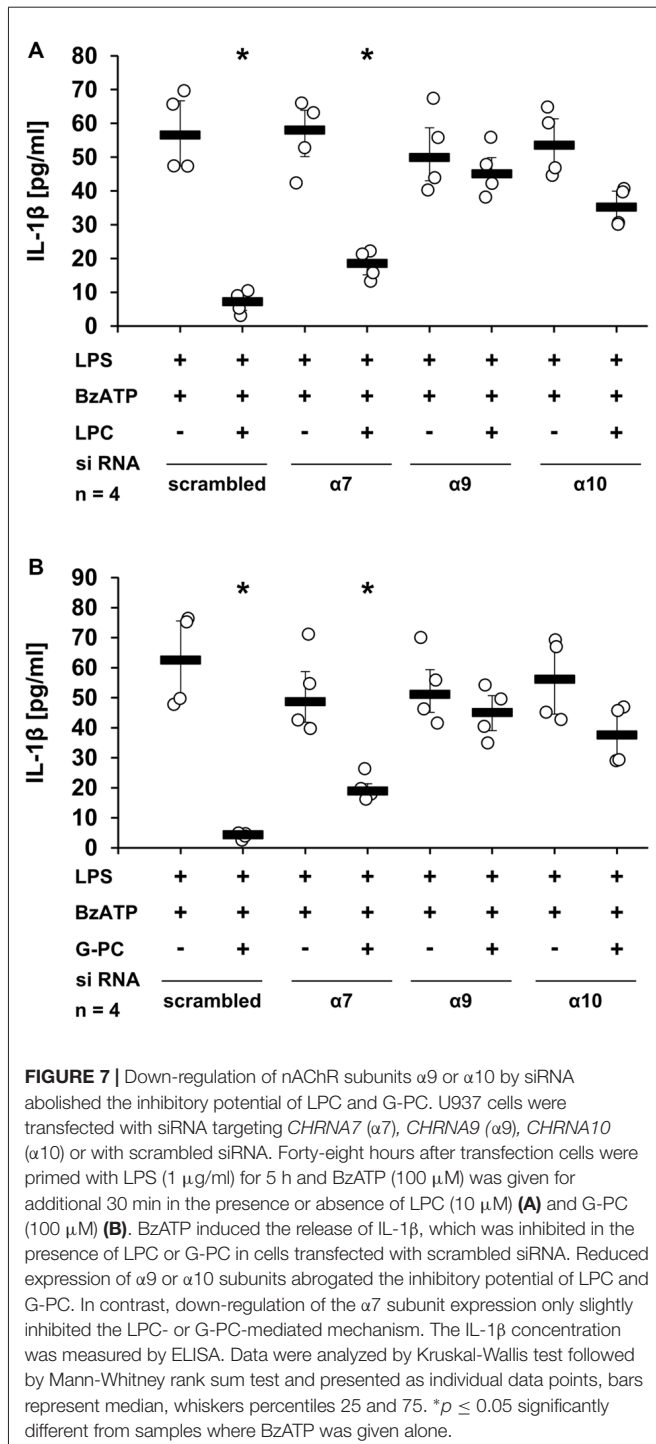 A
* *
80
70
60
50
40
30
20
10
0
IL-1β [pg/ml]
LPS + + + + + + + +
BzATP + + + + + + + +
LPC - + - + - + - +
si RNA
n = 4 scrambled α7 α9 α10
B
* *
90
80
70
60
50
40
30
20
10
0
IL-1β [pg/ml]
LPS + + + + + + + +
BzATP + + + + + + + +
G-PC - + - + - + - +
si RNA
n = 4 scrambled α7 α9 α10
FIGURE 7 | Down-regulation of nAChR subunits α9 or α10 by siRNA
abolished the inhibitory potential of LPC and G-PC. U937 cells were
transfected with siRNA targeting CHRNA7 (α7), CHRNA9 (α9), CHRNA10
(α10) or with scrambled siRNA. Forty-eight hours after transfection cells were
primed with LPS (1 μg/ml) for 5 h and BzATP (100 μM) was given for
additional 30 min in the presence or absence of LPC (10 μM) (A) and G-PC
(100 μM) (B). BzATP induced the release of IL-1β, which was inhibited in the
presence of LPC or G-PC in cells transfected with scrambled siRNA. Reduced
expression of α9 or α10 subunits abrogated the inhibitory potential of LPC and
G-PC. In contrast, down-regulation of the α7 subunit expression only slightly
inhibited the LPC- or G-PC-mediated mechanism. The IL-1β concentration
was measured by ELISA. Data were analyzed by Kruskal-Wallis test followed
by Mann-Whitney rank sum test and presented as individual data points, bars
represent median, whiskers percentiles 25 and 75. *p ≤ 0.05 significantly
different from samples where BzATP was given alone.